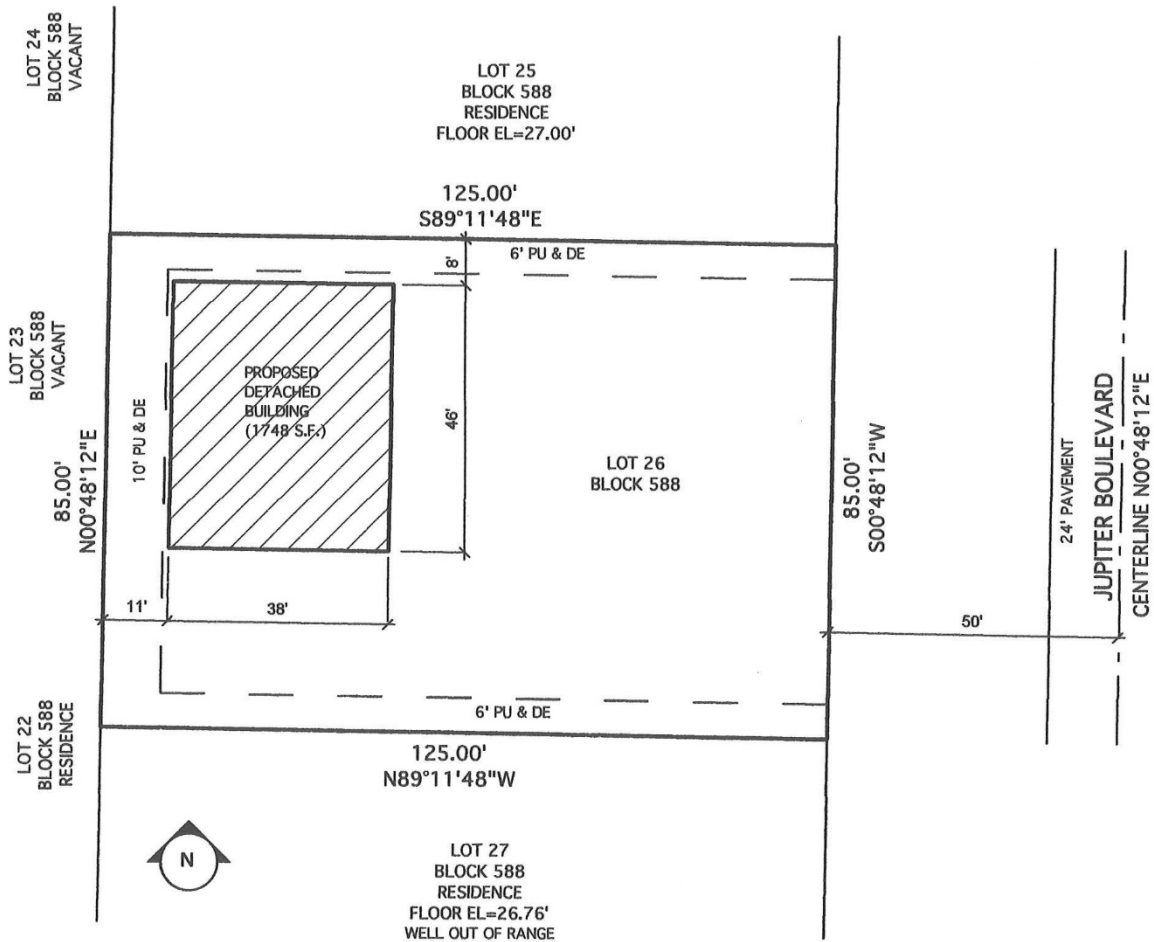 LOT 24
BLOCK 588
VACANT
LOT 25
BLOCK 588
RESIDENCE
FLOOR EL=27.00'
125.00'
S89°11'48"E
6' PU & DE
8'
LOT 23
BLOCK 588
VACANT
10' PU & DE
PROPOSED
DETACHED
BUILDING
(1748 S.F.)
46'
LOT 26
BLOCK 588
85.00'
N00°48'12"E
85.00'
S00°48'12"W
24' PAVEMENT
JUPITER BOULEVARD
CENTERLINE N00°48'12"E
11'
38'
50'
6' PU & DE
LOT 22
BLOCK 588
RESIDENCE
125.00'
N89°11'48"W
N
LOT 27
BLOCK 588
RESIDENCE
FLOOR EL=26.76'
WELL OUT OF RANGE